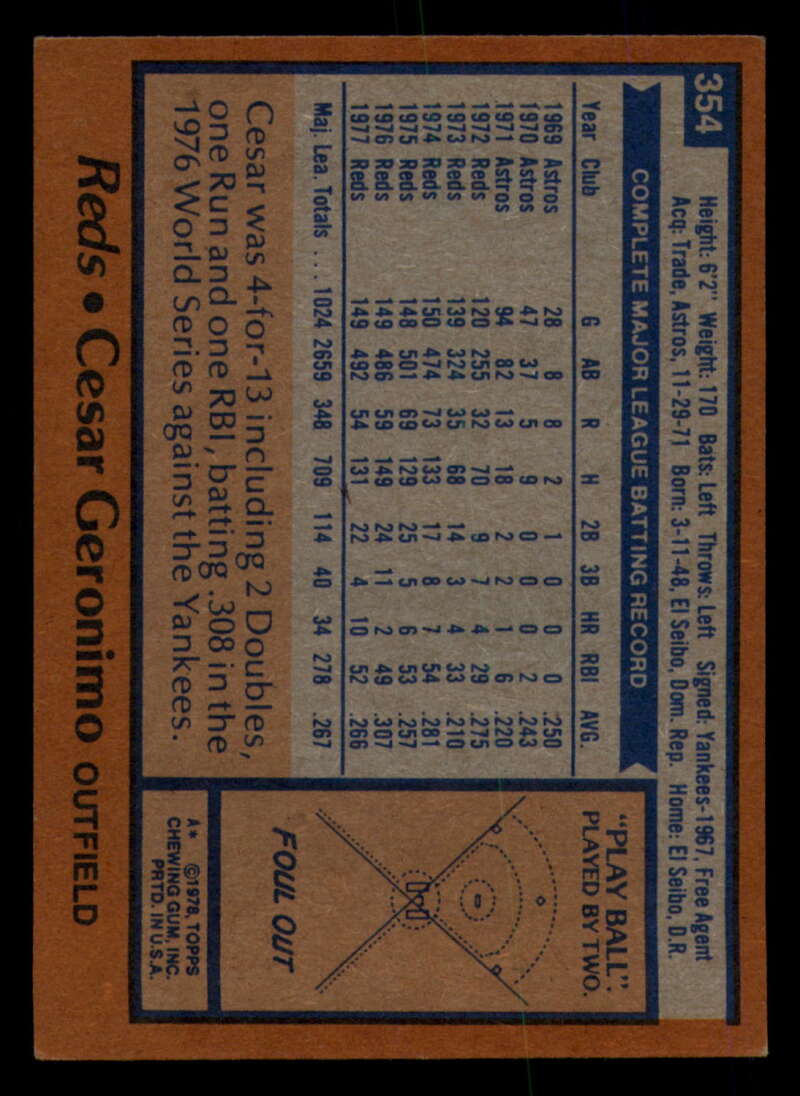 354
Height: 6'2" Weight: 170 Bats: Left Throws: Left Signed: Yankees-1967, Free Agent
Acq: Trade, Astros, 11-29-71 Born: 3-11-48, El Seibo, Dom. Rep. Home: El Seibo, D.R.
COMPLETE MAJOR LEAGUE BATTING RECORD
Year Club G AB R H 2B 3B HR RBI AVG.
1969 Astros 28 8 8 2 1 0 0 0 .250
1970 Astros 47 37 5 9 0 0 0 2 .243
1971 Astros 94 82 13 18 2 2 1 6 .220
1972 Reds 120 255 32 70 9 7 4 29 .275
1973 Reds 139 324 35 68 14 3 4 33 .210
1974 Reds 150 474 73 133 17 8 7 54 .281
1975 Reds 148 501 69 129 25 5 6 53 .257
1976 Reds 149 486 59 149 24 11 2 49 .307
1977 Reds 149 492 54 131 22 4 10 52 .266
Maj. Lea. Totals ... 1024 2659 348 709 114 40 34 278 .267
Cesar was 4-for-13 including 2 Doubles,
one Run and one RBI, batting .308 in the
1976 World Series against the Yankees.
"PLAY BALL"
PLAYED BY TWO.
FOUL OUT
A* ©1978, TOPPS
CHEWING GUM, INC.
PRTD. IN U.S.A.
Reds • Cesar Geronimo OUTFIELD